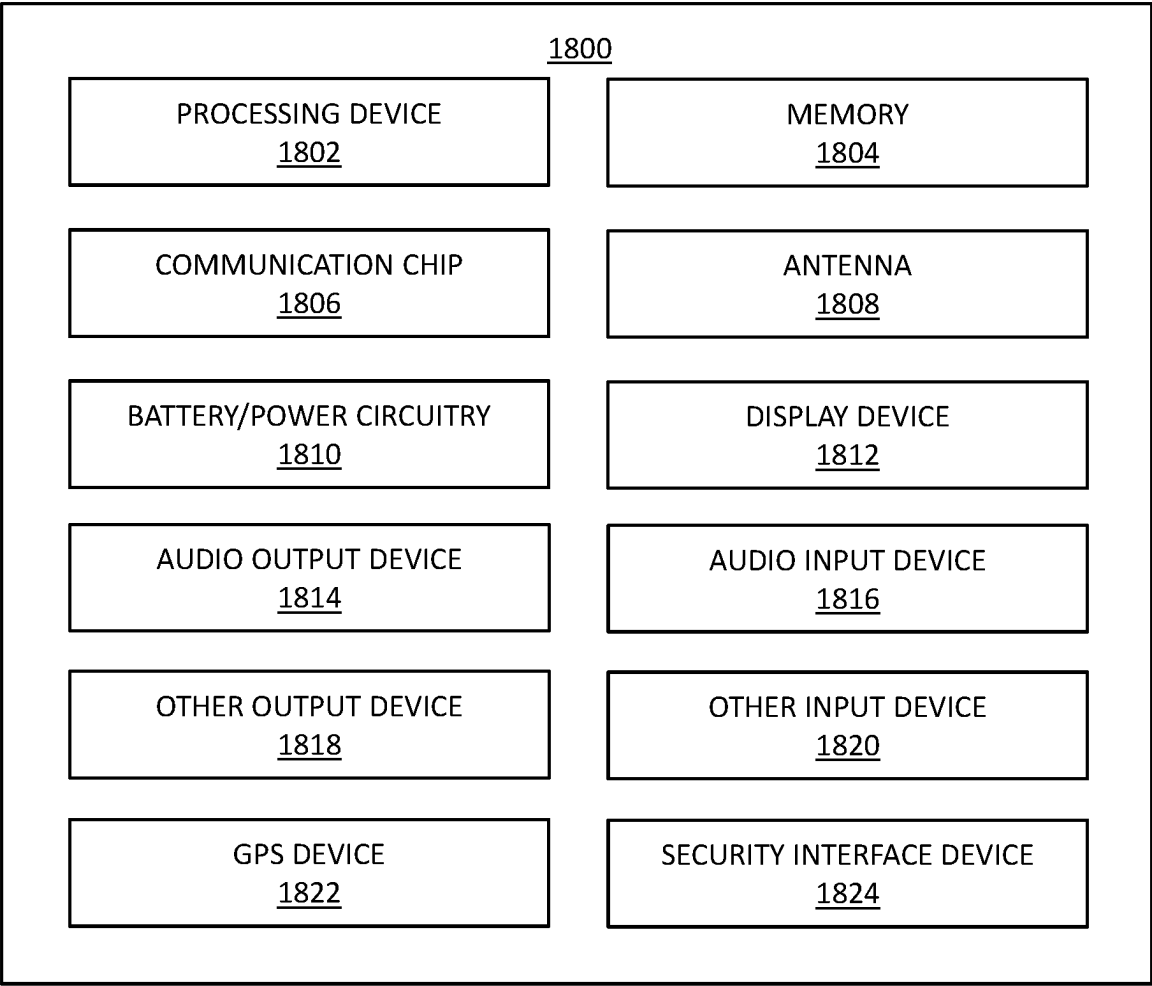 1800
PROCESSING DEVICE
1802
MEMORY
1804
COMMUNICATION CHIP
1806
ANTENNA
1808
BATTERY/POWER CIRCUITRY
1810
DISPLAY DEVICE
1812
AUDIO OUTPUT DEVICE
1814
AUDIO INPUT DEVICE
1816
OTHER OUTPUT DEVICE
1818
OTHER INPUT DEVICE
1820
GPS DEVICE
1822
SECURITY INTERFACE DEVICE
1824